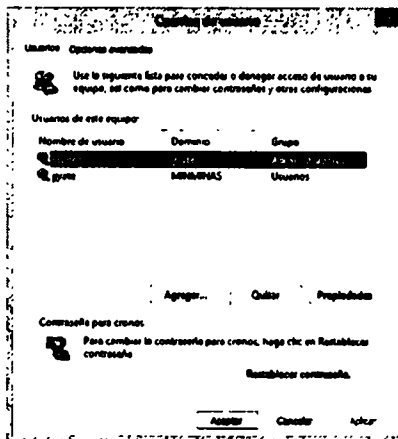 Cuentas de usuario
Usuarios Opciones avanzadas
Use la siguiente lista para conceder o denegar acceso de usuario a su
equipo, así como para cambiar contraseñas y otras configuraciones
Usuarios de este equipo:
Nombre de usuario Dominio Grupo
MINMINAS Usuarios
Agregar... Quitar Propiedades
Contraseña para cronos
Para cambiar la contraseña para cronos, haga clic en Restablecer
contraseña
Restablecer contraseña.
Aceptar Cancelar Aplicar